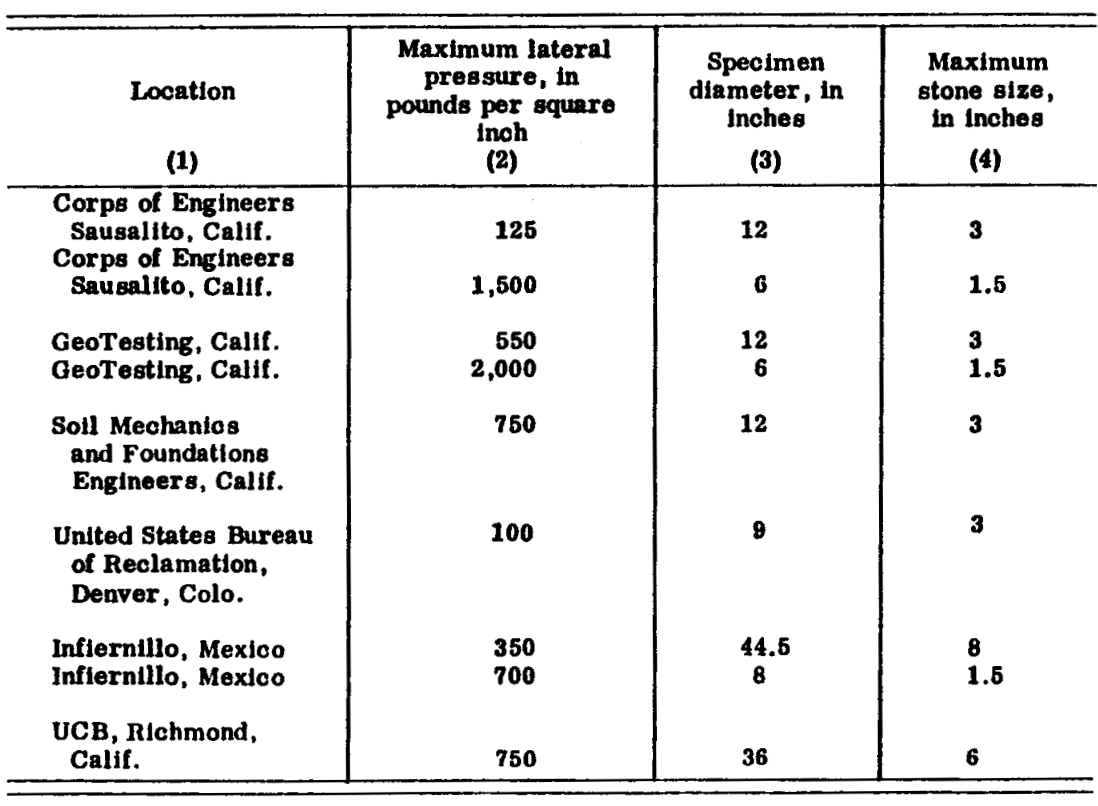 Location
(1)
Maximum lateral
pressure, in
pounds per square
inch
(2)
Specimen
diameter, in
inches
(3)
Maximum
stone size,
in inches
(4)
Corps of Engineers
Sausalito, Calif. 125 12 3
Corps of Engineers
Sausalito, Calif. 1,500 6 1.5
GeoTesting, Calif. 550 12 3
GeoTesting, Calif. 2,000 6 1.5
Soil Mechanics 750 12 3
and Foundations
Engineers, Calif.
United States Bureau 100 9 3
of Reclamation,
Denver, Colo.
Infiernillo, Mexico 350 44.5 8
Infiernillo, Mexico 700 8 1.5
UCB, Richmond,
Calif. 750 36 6